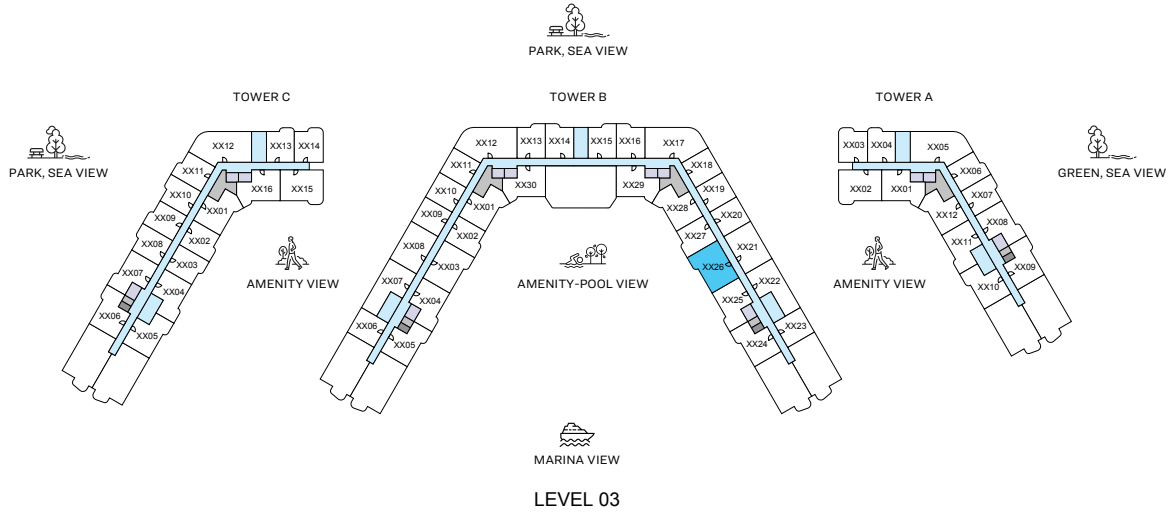 PARK, SEA VIEW
TOWER C
TOWER B
TOWER A
PARK, SEA VIEW
GREEN, SEA VIEW
XX12
XX13
XX14
XX11
XX10
XX09
XX08
XX07
XX06
XX05
XX04
XX03
XX02
XX01
XX16
XX15
XX12
XX13
XX14
XX15
XX16
XX17
XX11
XX10
XX09
XX08
XX07
XX06
XX05
XX04
XX03
XX02
XX01
XX30
XX29
XX28
XX18
XX19
XX20
XX27
XX21
XX26
XX22
XX25
XX23
XX24
XX03
XX04
XX05
XX02
XX01
XX06
XX07
XX12
XX08
XX11
XX09
XX10
AMENITY VIEW
AMENITY-POOL VIEW
AMENITY VIEW
MARINA VIEW
LEVEL 03